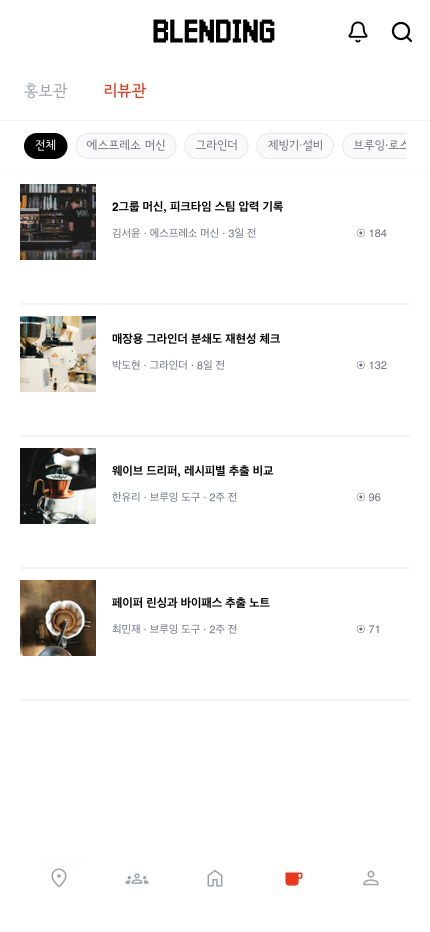 BLENDING
홍보관 리뷰관
전체 에스프레소 머신 그라인더 제빙기·설비 브루잉·로스
2그룹 머신, 피크타임 스팀 압력 기록
김서윤 · 에스프레소 머신 · 3일 전 184
매장용 그라인더 분쇄도 재현성 체크
박도현 · 그라인더 · 8일 전 132
웨이브 드리퍼, 레시피별 추출 비교
한유리 · 브루잉 도구 · 2주 전 96
페이퍼 린싱과 바이패스 추출 노트
최민재 · 브루잉 도구 · 2주 전 71